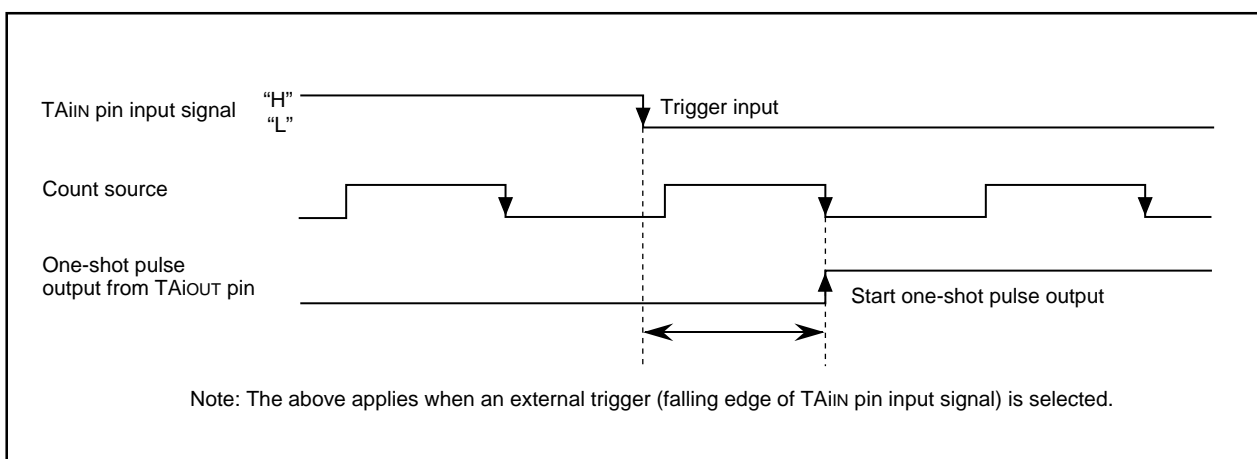 TAiIN pin input signal
“H”
“L”
Trigger input
Count source
One-shot pulse
output from TAiOUT pin
Start one-shot pulse output
Note: The above applies when an external trigger (falling edge of TAiIN pin input signal) is selected.